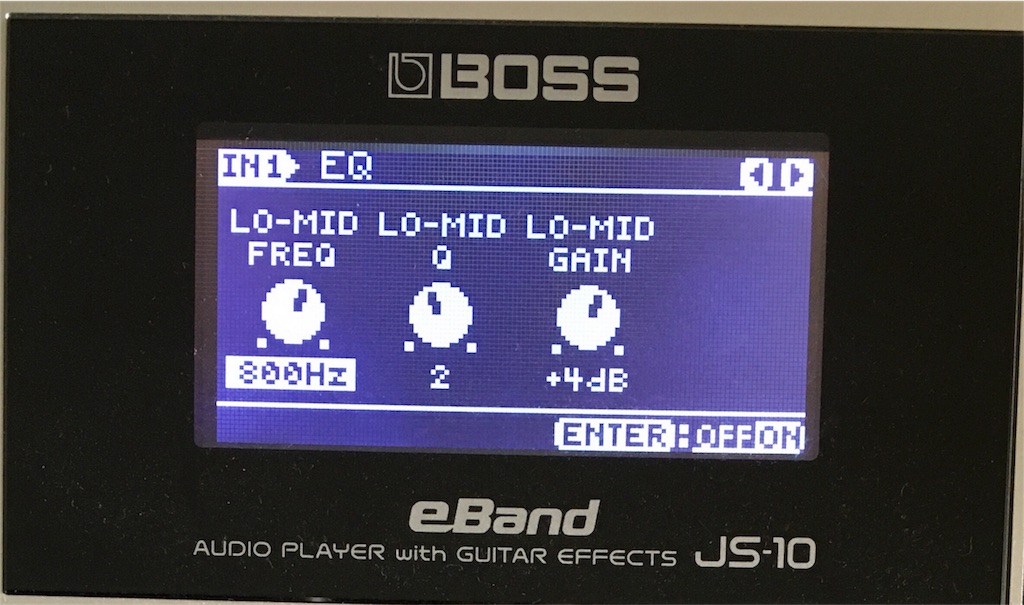 BOSS
IN1 EQ 1
LO-MID LO-MID LO-MID
FREQ Q GAIN
800Hz 2 +4dB
ENTER:OFF ON
eBand
AUDIO PLAYER with GUITAR EFFECTS JS-10